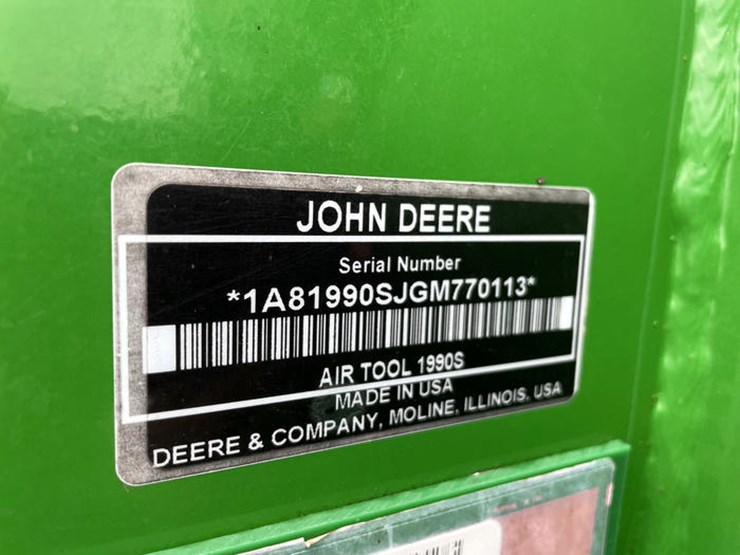 JOHN DEERE
Serial Number
*1A81990SJGM770113*
AIR TOOL 1990S
MADE IN USA
DEERE & COMPANY, MOLINE, ILLINOIS, USA